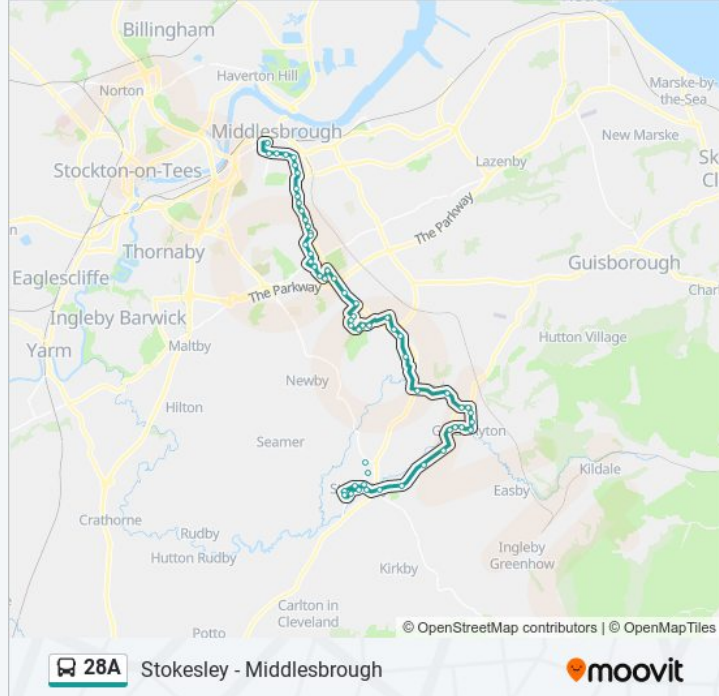 Billingham
Haverton Hill
Norton
Marske-by-
the-Sea
Middlesbrough
New Marske
Stockton-on-Tees
Lazenby
Sk
Cl
Thornaby
The Parkway
Eaglescliffe
Guisborough
The Parkway
Ingleby Barwick
Maltby
Yarm
Hutton Village
Newby
Hilton
Seamer
Kildale
Easby
Crathorne
Rudby
Hutton Rudby
Ingleby
Greenhow
Kirkby
Carlton in
Cleveland
Potto
© OpenStreetMap contributors | © OpenMapTiles
28A Stokesley - Middlesbrough
moovit